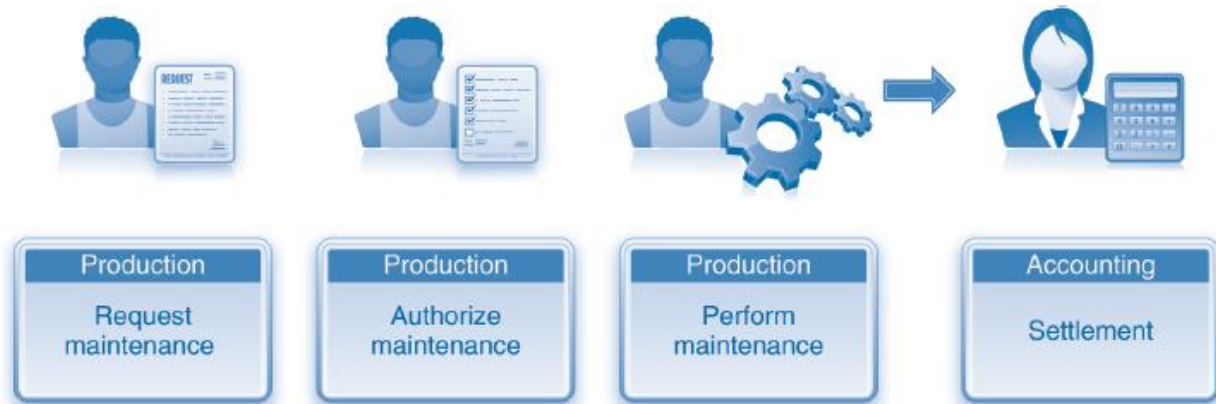 REQUEST
Production
Request
maintenance
Production
Authorize
maintenance
Production
Perform
maintenance
Accounting
Settlement